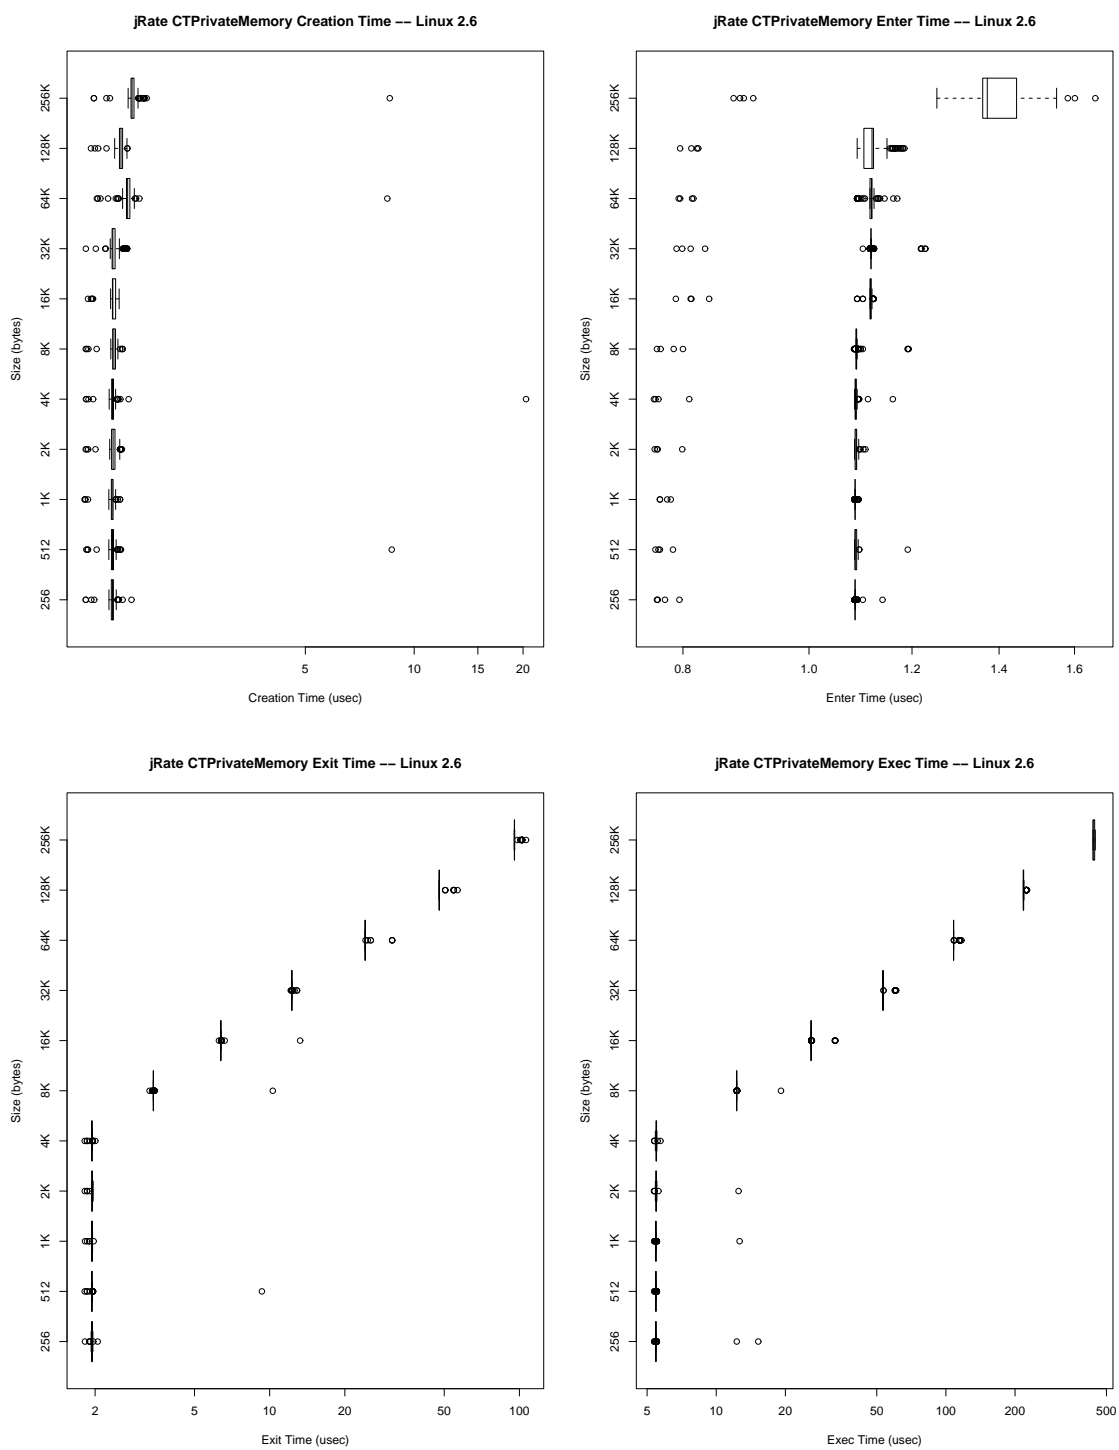 jRate CTPrivateMemory Creation Time −− Linux 2.6
256K
128K
64K
32K
16K
8K
4K
2K
1K
512
256
Size (bytes)
5 10 15 20
Creation Time (usec)
jRate CTPrivateMemory Enter Time −− Linux 2.6
256K
128K
64K
32K
16K
8K
4K
2K
1K
512
256
Size (bytes)
0.8 1.0 1.2 1.4 1.6
Enter Time (usec)
jRate CTPrivateMemory Exit Time −− Linux 2.6
256K
128K
64K
32K
16K
8K
4K
2K
1K
512
256
Size (bytes)
2 5 10 20 50 100
Exit Time (usec)
jRate CTPrivateMemory Exec Time −− Linux 2.6
256K
128K
64K
32K
16K
8K
4K
2K
1K
512
256
Size (bytes)
5 10 20 50 100 200 500
Exec Time (usec)